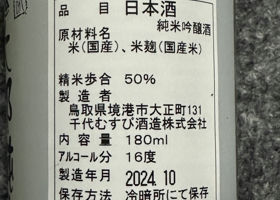 品目 日本酒
純米吟醸酒
原材料名
米(国産)、米麹(国産米)
精米歩合 50%
製造者
鳥取県境港市大正町131
千代むすび酒造株式会社
内容量 180ml
アルコール分 16度
製造年月 2024.10
保存方法 冷暗所にて保存